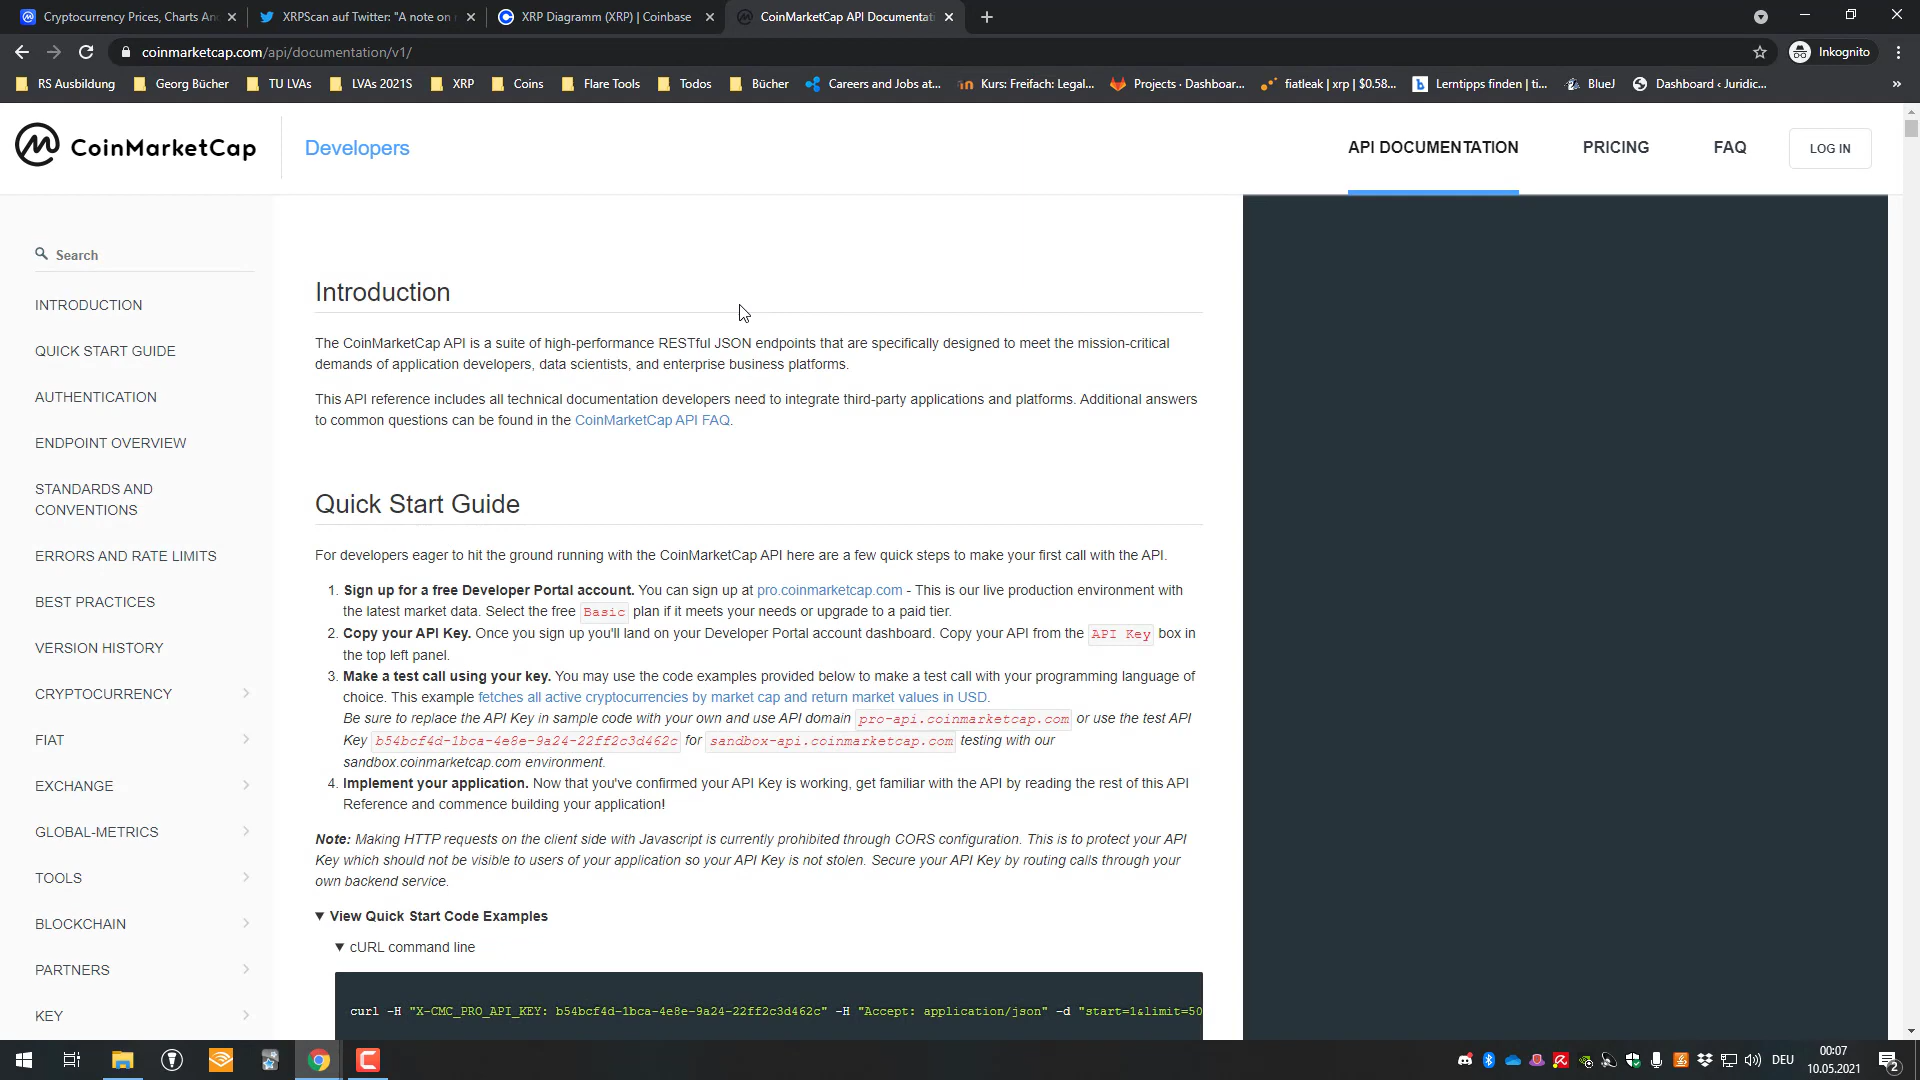 Cryptocurrency Prices, Charts An
XRPScan auf Twitter: "A note on
XRP Diagramm (XRP) | Coinbase
CoinMarketCap API Documentat
coinmarketcap.com/api/documentation/v1/
Inkognito
RS Ausbildung
Georg Bücher
TU LVAs
LVAs 2021S
XRP
Coins
Flare Tools
Todos
Bücher
Careers and Jobs at...
Kurs: Freifach: Legal...
Projects · Dashboar...
fiatleak | xrp | $0.58...
Lerntipps finden | ti...
BlueJ
Dashboard ‹ Juridic...
»
CoinMarketCap
Developers
API DOCUMENTATION
PRICING
FAQ
LOG IN
Search
INTRODUCTION
QUICK START GUIDE
AUTHENTICATION
ENDPOINT OVERVIEW
STANDARDS AND
CONVENTIONS
ERRORS AND RATE LIMITS
BEST PRACTICES
VERSION HISTORY
CRYPTOCURRENCY
FIAT
EXCHANGE
GLOBAL-METRICS
TOOLS
BLOCKCHAIN
PARTNERS
KEY
Introduction
The CoinMarketCap API is a suite of high-performance RESTful JSON endpoints that are specifically designed to meet the mission-critical
demands of application developers, data scientists, and enterprise business platforms.
This API reference includes all technical documentation developers need to integrate third-party applications and platforms. Additional answers
to common questions can be found in the CoinMarketCap API FAQ.
Quick Start Guide
For developers eager to hit the ground running with the CoinMarketCap API here are a few quick steps to make your first call with the API.
1. Sign up for a free Developer Portal account. You can sign up at pro.coinmarketcap.com - This is our live production environment with
the latest market data. Select the free Basic plan if it meets your needs or upgrade to a paid tier.
2. Copy your API Key. Once you sign up you'll land on your Developer Portal account dashboard. Copy your API from the API Key box in
the top left panel.
3. Make a test call using your key. You may use the code examples provided below to make a test call with your programming language of
choice. This example fetches all active cryptocurrencies by market cap and return market values in USD.
Be sure to replace the API Key in sample code with your own and use API domain pro-api.coinmarketcap.com or use the test API
Key b54bcf4d-1bca-4e8e-9a24-22ff2c3d462c for sandbox-api.coinmarketcap.com testing with our
sandbox.coinmarketcap.com environment.
4. Implement your application. Now that you've confirmed your API Key is working, get familiar with the API by reading the rest of this API
Reference and commence building your application!
Note: Making HTTP requests on the client side with Javascript is currently prohibited through CORS configuration. This is to protect your API
Key which should not be visible to users of your application so your API Key is not stolen. Secure your API Key by routing calls through your
own backend service.
View Quick Start Code Examples
cURL command line
curl -H "X-CMC_PRO_API_KEY: b54bcf4d-1bca-4e8e-9a24-22ff2c3d462c" -H "Accept: application/json" -d "start=1&limit=50
DEU
00:07
10.05.2021
2